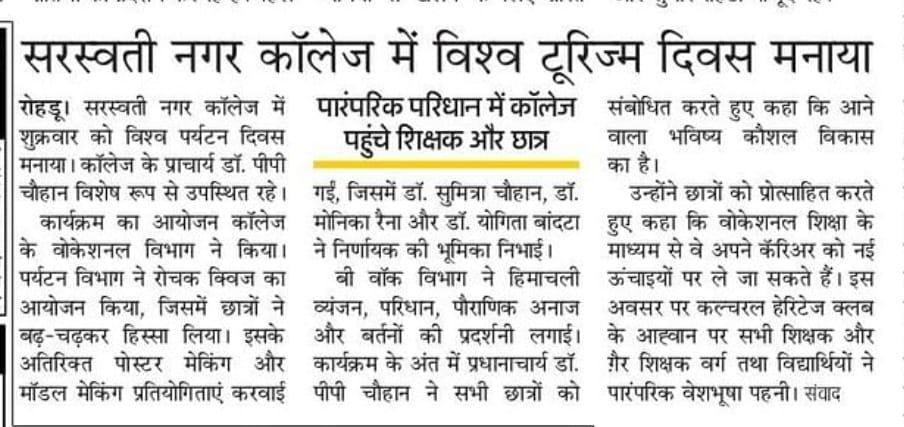 सरस्वती नगर कॉलेज में विश्व टूरिज्म दिवस मनाया
रोहड़ू। सरस्वती नगर कॉलेज में
शुक्रवार को विश्व पर्यटन दिवस
मनाया। कॉलेज के प्राचार्य डॉ. पीपी
चौहान विशेष रूप से उपस्थित रहे।
कार्यक्रम का आयोजन कॉलेज
के वोकेशनल विभाग ने किया।
पर्यटन विभाग ने रोचक क्विज का
आयोजन किया, जिसमें छात्रों ने
बढ़-चढ़कर हिस्सा लिया। इसके
अतिरिक्त पोस्टर मेकिंग और
मॉडल मेकिंग प्रतियोगिताएं करवाई
पारंपरिक परिधान में कॉलेज
पहुंचे शिक्षक और छात्र
गईं, जिसमें डॉ. सुमित्रा चौहान, डॉ.
मोनिका रैना और डॉ. योगिता बांदटा
ने निर्णायक की भूमिका निभाई।
बी वॉक विभाग ने हिमाचली
व्यंजन, परिधान, पौराणिक अनाज
और बर्तनों की प्रदर्शनी लगाई।
कार्यक्रम के अंत में प्रधानाचार्य डॉ.
पीपी चौहान ने सभी छात्रों को
संबोधित करते हुए कहा कि आने
वाला भविष्य कौशल विकास
का है।
उन्होंने छात्रों को प्रोत्साहित करते
हुए कहा कि वोकेशनल शिक्षा के
माध्यम से वे अपने कॅरिअर को नई
ऊंचाइयों पर ले जा सकते हैं। इस
अवसर पर कल्चरल हेरिटेज क्लब
के आह्वान पर सभी शिक्षक और
ग़ैर शिक्षक वर्ग तथा विद्यार्थियों ने
पारंपरिक वेशभूषा पहनी। संवाद